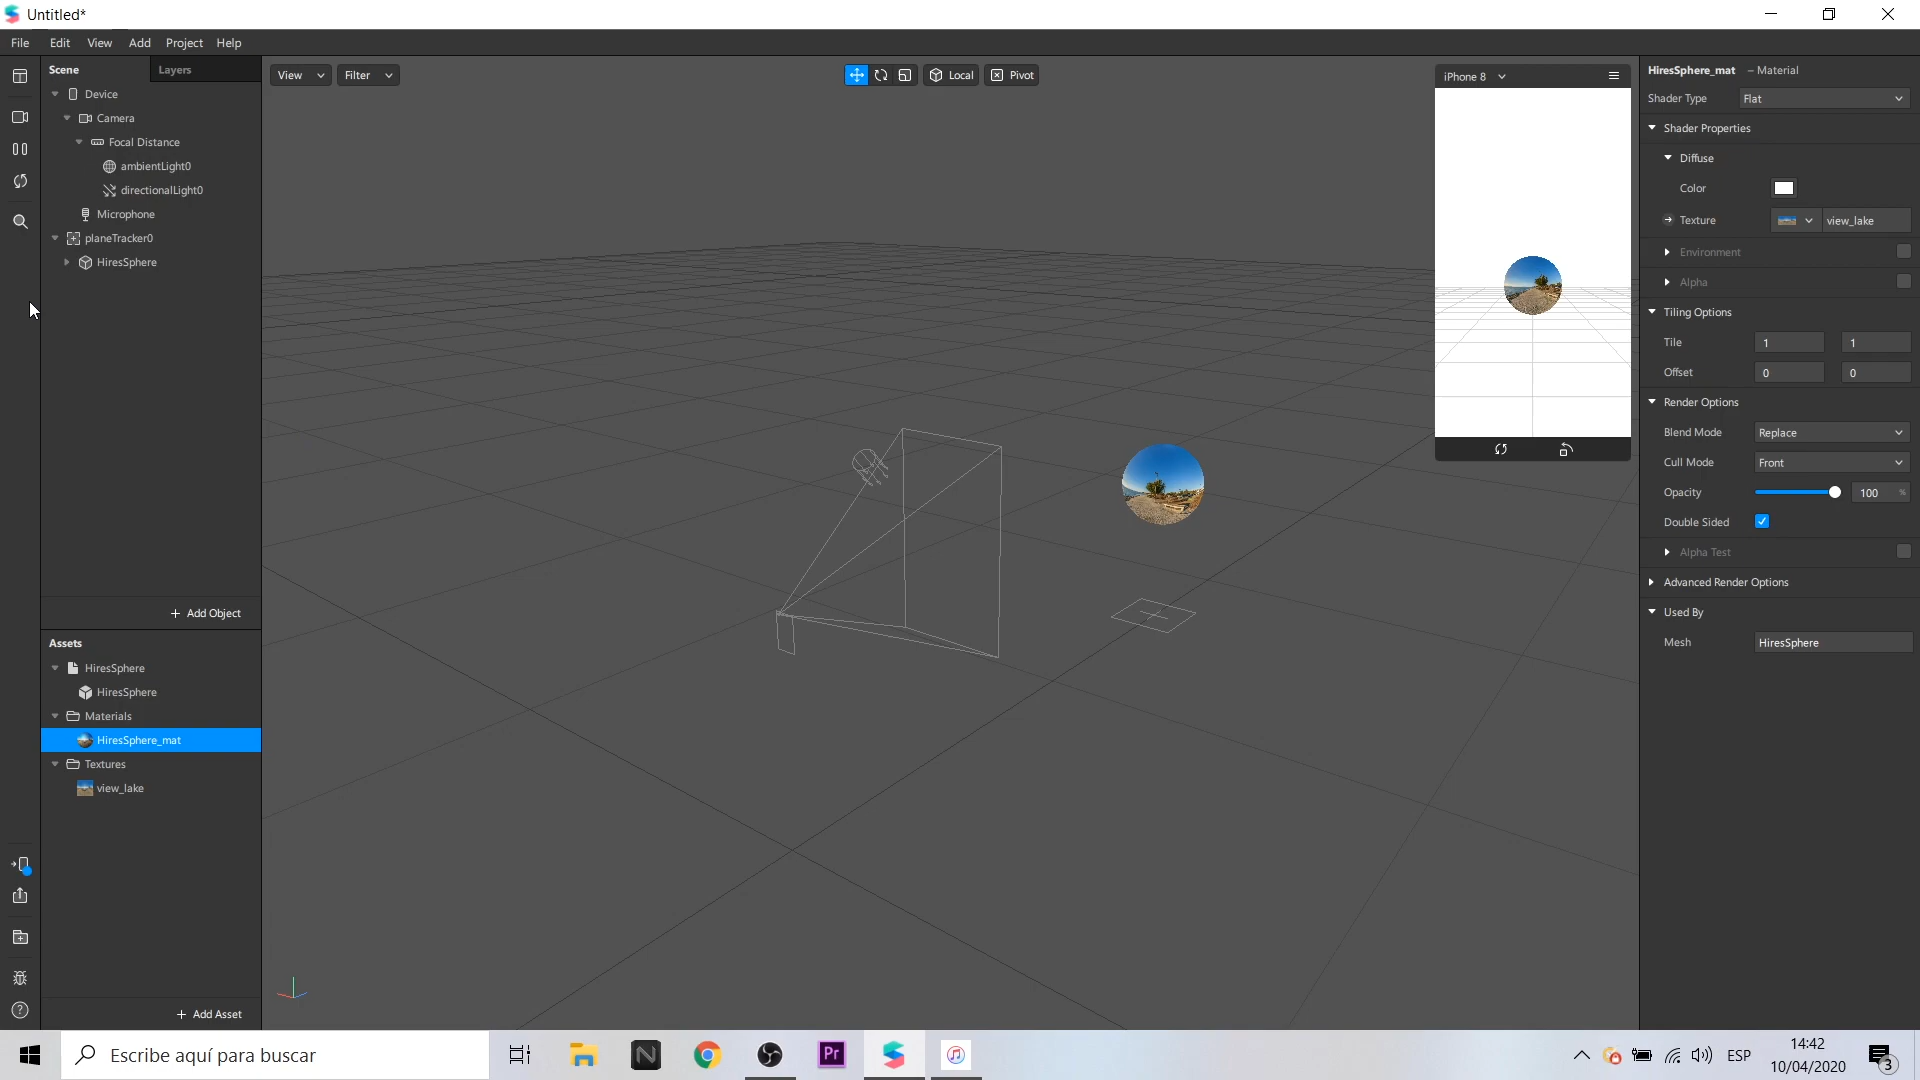 Untitled*
File Edit View Add Project Help
Scene Layers
Device
Camera
Focal Distance
ambientLight0
directionalLight0
Microphone
planeTracker0
HiresSphere
+ Add Object
Assets
HiresSphere
HiresSphere
Materials
HiresSphere_mat
Textures
view_lake
+ Add Asset
View Filter
Local Pivot
iPhone 8
HiresSphere_mat – Material
Shader Type Flat
Shader Properties
Diffuse
Color
Texture view_lake
Environment
Alpha
Tiling Options
Tile 1 1
Offset 0 0
Render Options
Blend Mode Replace
Cull Mode Front
Opacity 100 %
Double Sided
Alpha Test
Advanced Render Options
Used By
Mesh HiresSphere
Escribe aquí para buscar
N
Pr
ESP
14:42
10/04/2020
3